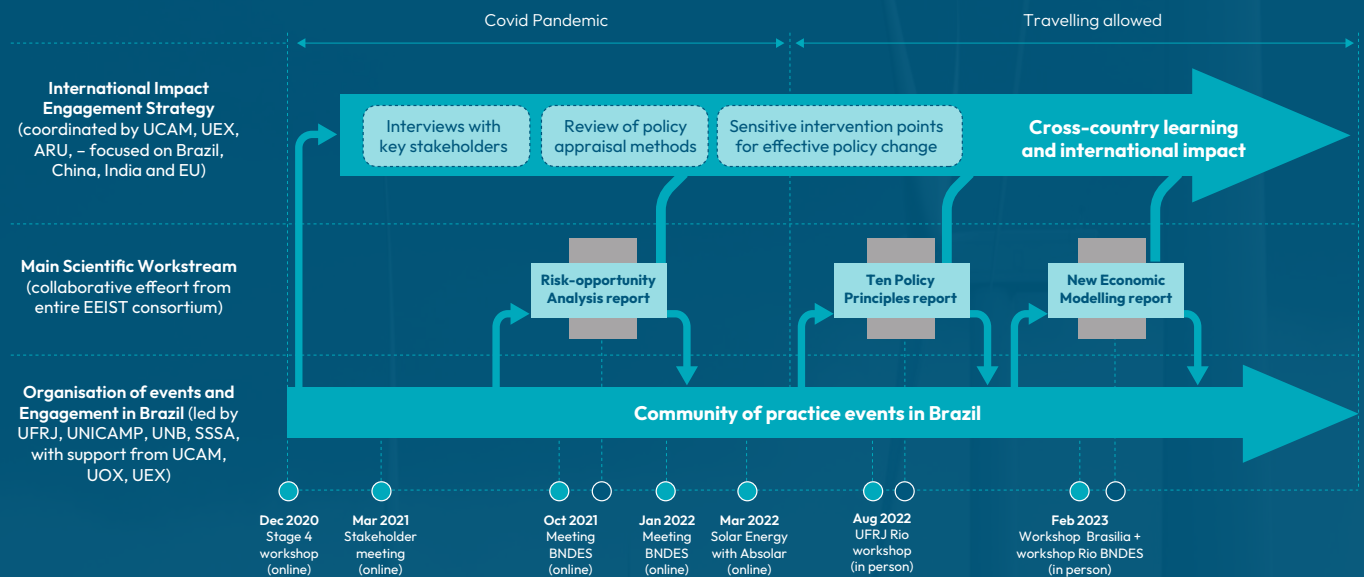 Covid Pandemic
Travelling allowed
International Impact
Engagement Strategy
(coordinated by UCAM, UEX,
ARU, – focused on Brazil,
China, India and EU)
Interviews with
key stakeholders
Review of policy
appraisal methods
Sensitive intervention points
for effective policy change
Cross-country learning
and international impact
Main Scientific Workstream
(collaborative effeort from
entire EEIST consortium)
Risk-opportunity
Analysis report
Ten Policy
Principles report
New Economic
Modelling report
Organisation of events and
Engagement in Brazil (led by
UFRJ, UNICAMP, UNB, SSSA,
with support from UCAM,
UOX, UEX)
Community of practice events in Brazil
Dec 2020
Stage 4
workshop
(online)
Mar 2021
Stakeholder
meeting
(online)
Oct 2021
Meeting
BNDES
(online)
Jan 2022
Meeting
BNDES
(online)
Mar 2022
Solar Energy
with Absolar
(online)
Aug 2022
UFRJ Rio
workshop
(in person)
Feb 2023
Workshop Brasilia +
workshop Rio BNDES
(in person)